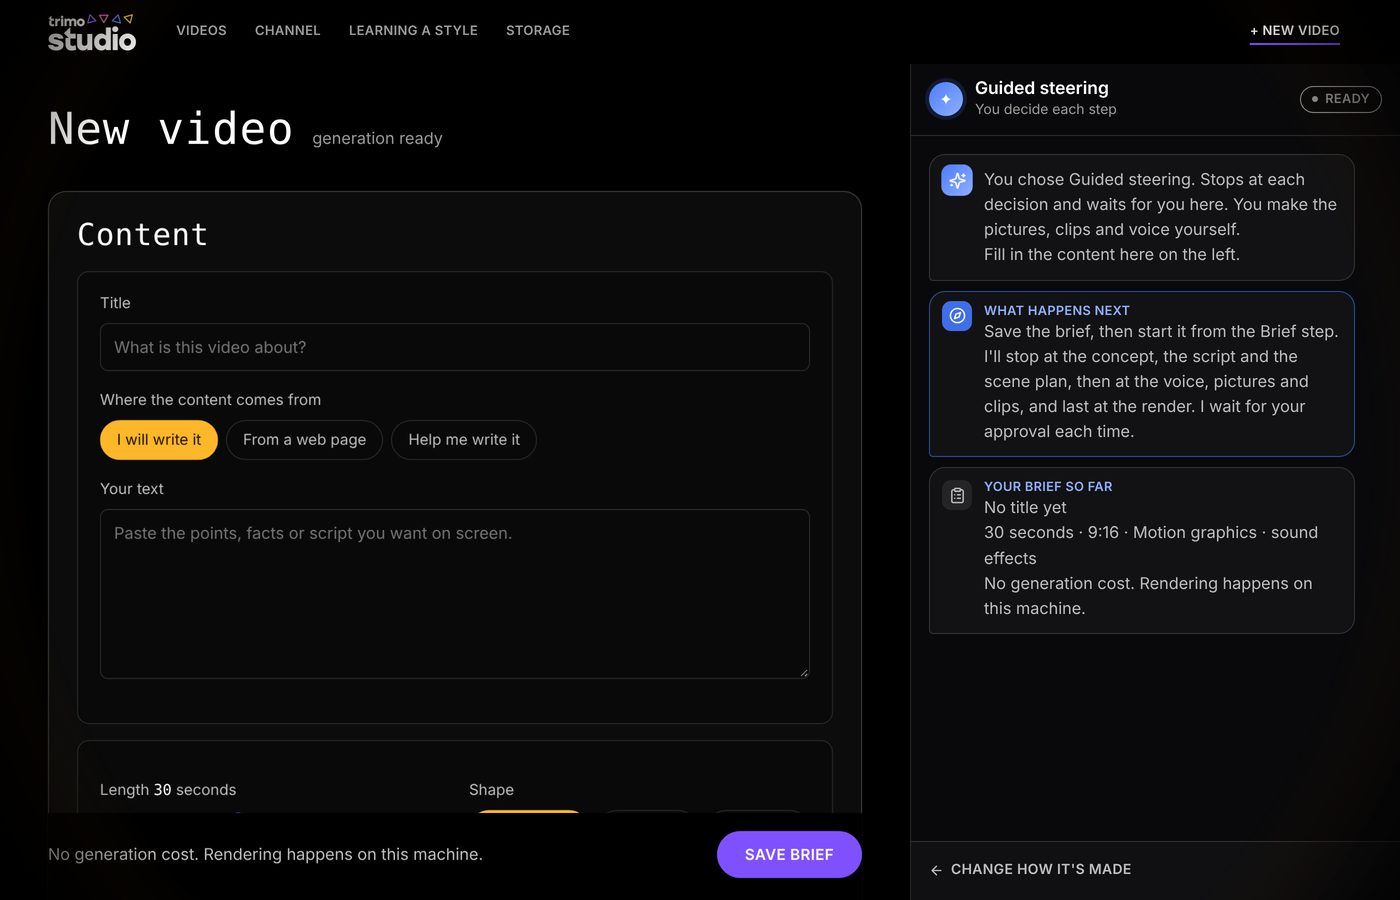 trimo
studio
VIDEOS
CHANNEL
LEARNING A STYLE
STORAGE
+ NEW VIDEO
New video
generation ready
Content
Title
What is this video about?
Where the content comes from
I will write it
From a web page
Help me write it
Your text
Paste the points, facts or script you want on screen.
Length 30 seconds
Shape
No generation cost. Rendering happens on this machine.
SAVE BRIEF
Guided steering
You decide each step
READY
You chose Guided steering. Stops at each
decision and waits for you here. You make the
pictures, clips and voice yourself.
Fill in the content here on the left.
WHAT HAPPENS NEXT
Save the brief, then start it from the Brief step.
I'll stop at the concept, the script and the
scene plan, then at the voice, pictures and
clips, and last at the render. I wait for your
approval each time.
YOUR BRIEF SO FAR
No title yet
30 seconds · 9:16 · Motion graphics · sound
effects
No generation cost. Rendering happens on
this machine.
← CHANGE HOW IT'S MADE